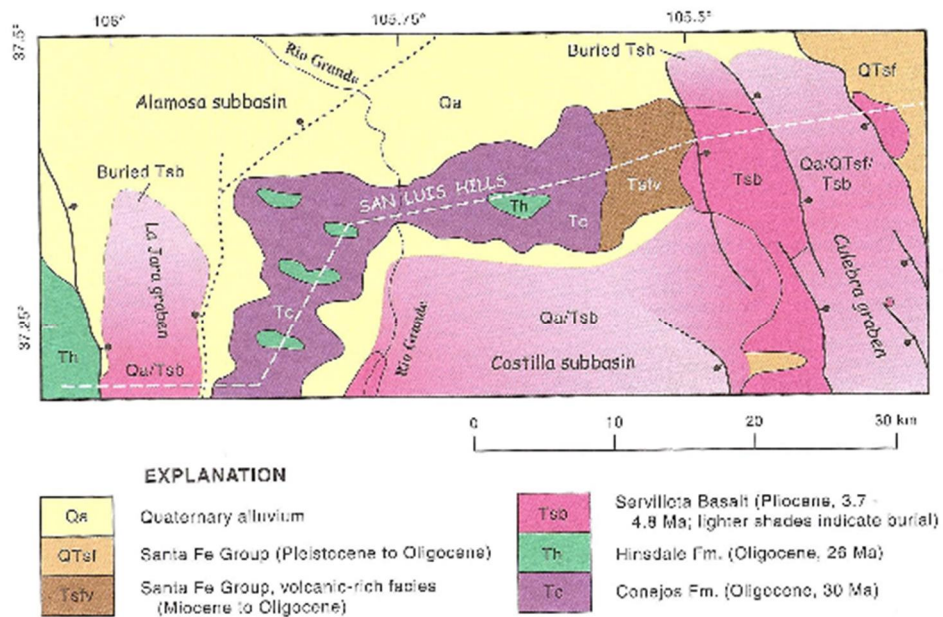 106°
105.75
105.5
37.5°
Rio Grande
Buried Tsb
QTsf
Alamosa subbasin
Qa
Buried Tsb
SAN LUIS HILLS
Tsfv
Tsb
Qa/QTsf/
Tsb
Th
Tc
La Jara graben
Culebra graben
37.25°
Th
Tc
Qa/Tsb
Rio Grande
Qa/Tsb
Costilla subbasin
0 10 20 30 km
EXPLANATION
Qa Quaternary alluvium
QTsf Santa Fe Group (Pleistocene to Oligocene)
Tsfv Santa Fe Group, volcanic-rich facies
(Miocene to Oligocene)
Tsb Servilleta Basalt (Pliocene, 3.7 -
4.8 Ma; lighter shades indicate burial)
Th Hinsdale Fm. (Oligocene, 26 Ma)
Tc Conejos Fm. (Oligocene, 30 Ma)